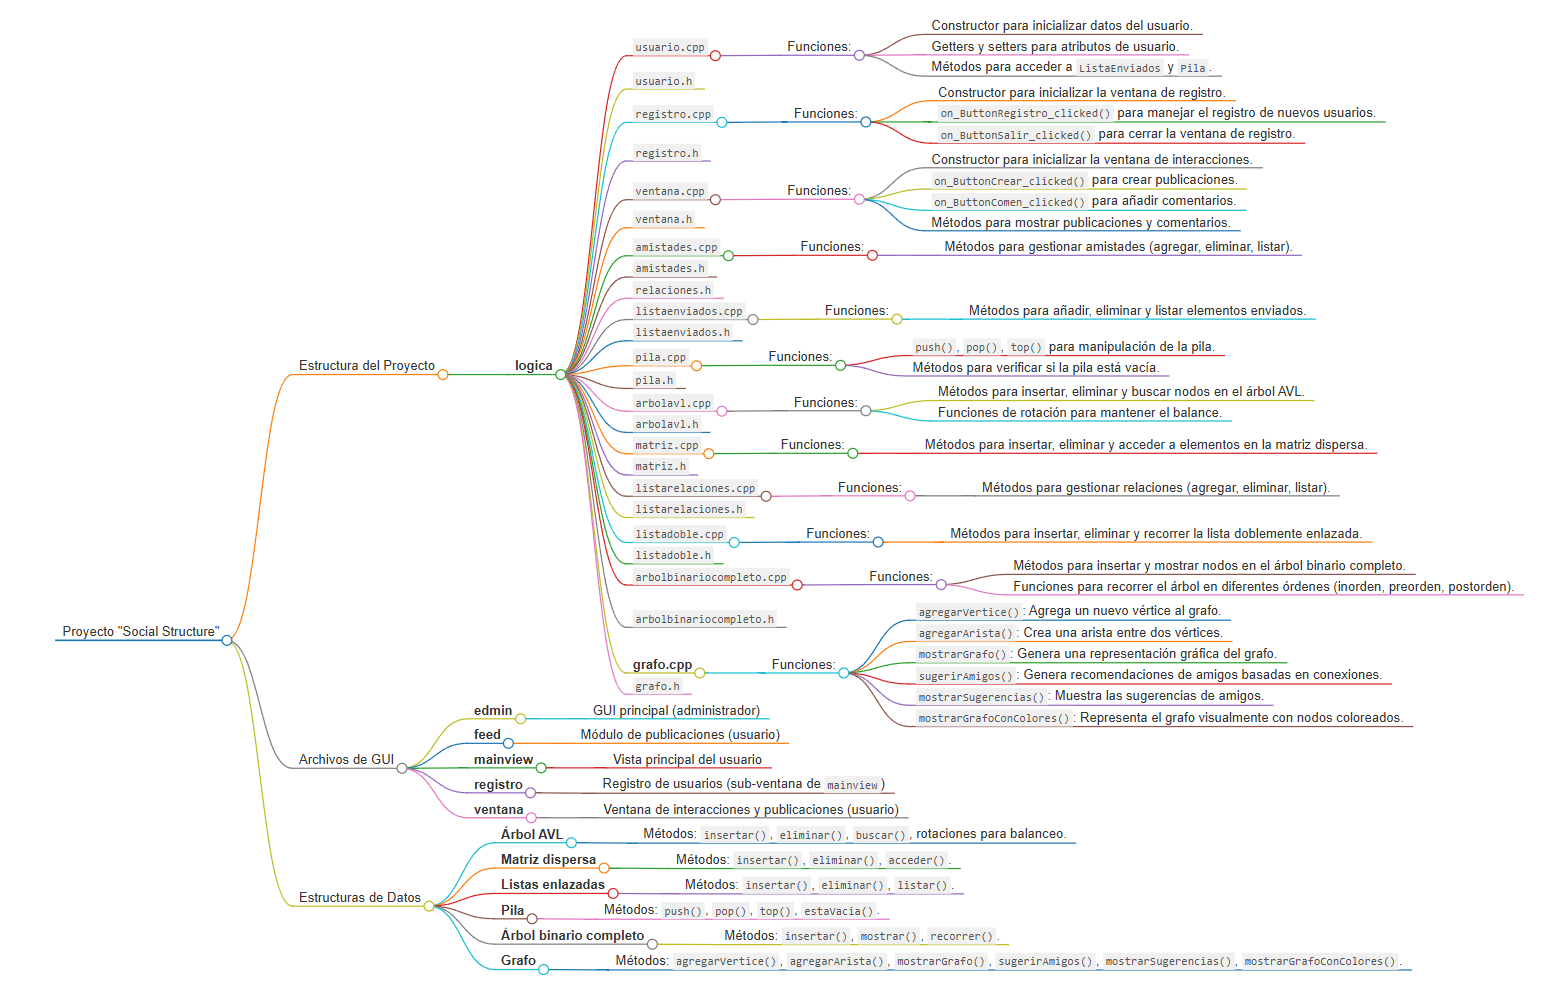 Proyecto "Social Structure"
Estructura del Proyecto
logica
usuario.cpp
Funciones:
Constructor para inicializar datos del usuario.
Getters y setters para atributos de usuario.
Métodos para acceder a ListaEnviados y Pila.
usuario.h
registro.cpp
Funciones:
Constructor para inicializar la ventana de registro.
on_ButtonRegistro_clicked() para manejar el registro de nuevos usuarios.
on_ButtonSalir_clicked() para cerrar la ventana de registro.
registro.h
ventana.cpp
Funciones:
Constructor para inicializar la ventana de interacciones.
on_ButtonCrear_clicked() para crear publicaciones.
on_ButtonComen_clicked() para añadir comentarios.
Métodos para mostrar publicaciones y comentarios.
ventana.h
amistades.cpp
Funciones:
Métodos para gestionar amistades (agregar, eliminar, listar).
amistades.h
relaciones.h
listaenviados.cpp
Funciones:
Métodos para añadir, eliminar y listar elementos enviados.
listaenviados.h
pila.cpp
Funciones:
push(), pop(), top() para manipulación de la pila.
Métodos para verificar si la pila está vacía.
pila.h
arbolavl.cpp
Funciones:
Métodos para insertar, eliminar y buscar nodos en el árbol AVL.
Funciones de rotación para mantener el balance.
arbolavl.h
matriz.cpp
Funciones:
Métodos para insertar, eliminar y acceder a elementos en la matriz dispersa.
matriz.h
listarelaciones.cpp
Funciones:
Métodos para gestionar relaciones (agregar, eliminar, listar).
listarelaciones.h
listadoble.cpp
Funciones:
Métodos para insertar, eliminar y recorrer la lista doblemente enlazada.
listadoble.h
arbolbinariocompleto.cpp
Funciones:
Métodos para insertar y mostrar nodos en el árbol binario completo.
Funciones para recorrer el árbol en diferentes órdenes (inorden, preorden, postorden).
arbolbinariocompleto.h
grafo.cpp
Funciones:
agregarVertice(): Agrega un nuevo vértice al grafo.
agregarArista(): Crea una arista entre dos vértices.
mostrarGrafo(): Genera una representación gráfica del grafo.
sugerirAmigos(): Genera recomendaciones de amigos basadas en conexiones.
mostrarSugerencias(): Muestra las sugerencias de amigos.
mostrarGrafoConColores(): Representa el grafo visualmente con nodos coloreados.
grafo.h
Archivos de GUI
edmin
GUI principal (administrador)
feed
Módulo de publicaciones (usuario)
mainview
Vista principal del usuario
registro
Registro de usuarios (sub-ventana de mainview)
ventana
Ventana de interacciones y publicaciones (usuario)
Estructuras de Datos
Árbol AVL
Métodos: insertar(), eliminar(), buscar(), rotaciones para balanceo.
Matriz dispersa
Métodos: insertar(), eliminar(), acceder().
Listas enlazadas
Métodos: insertar(), eliminar(), listar().
Pila
Métodos: push(), pop(), top(), estaVacia().
Árbol binario completo
Métodos: insertar(), mostrar(), recorrer().
Grafo
Métodos: agregarVertice(), agregarArista(), mostrarGrafo(), sugerirAmigos(), mostrarSugerencias(), mostrarGrafoConColores().